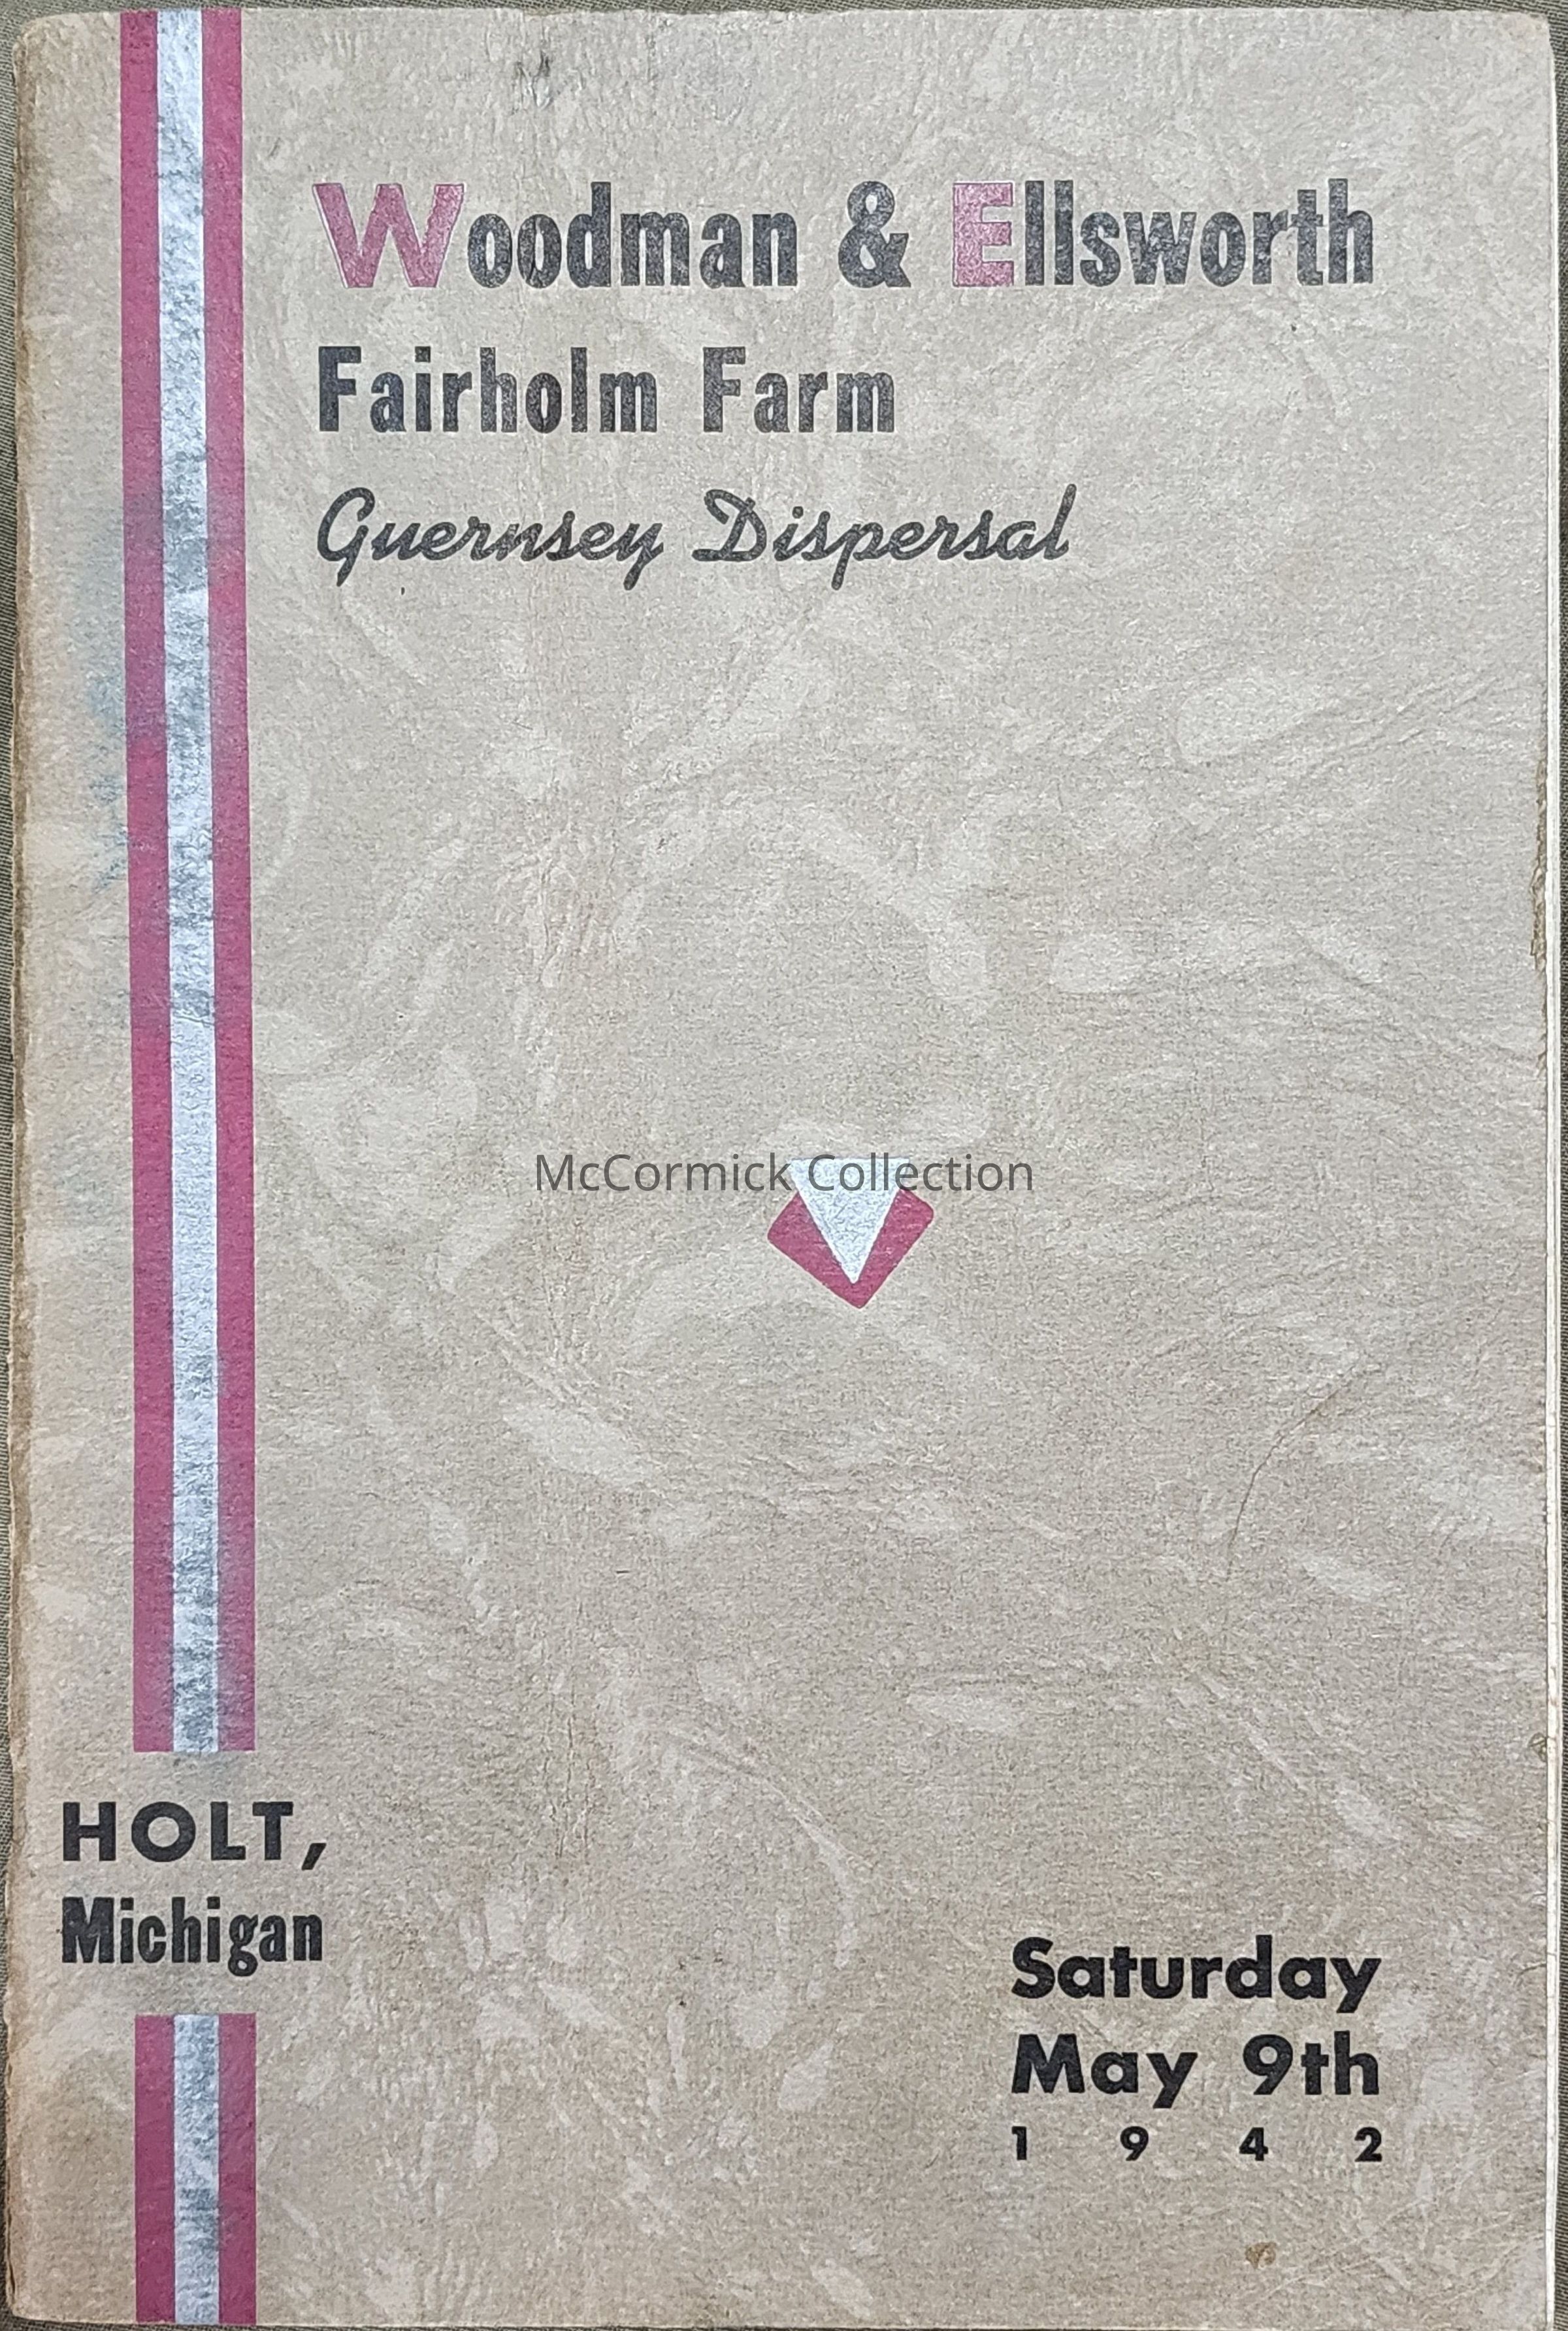 Woodman & Ellsworth
Fairholm Farm
Guernsey Dispersal
McCormick Collection
HOLT,
Michigan
Saturday
May 9th
1942